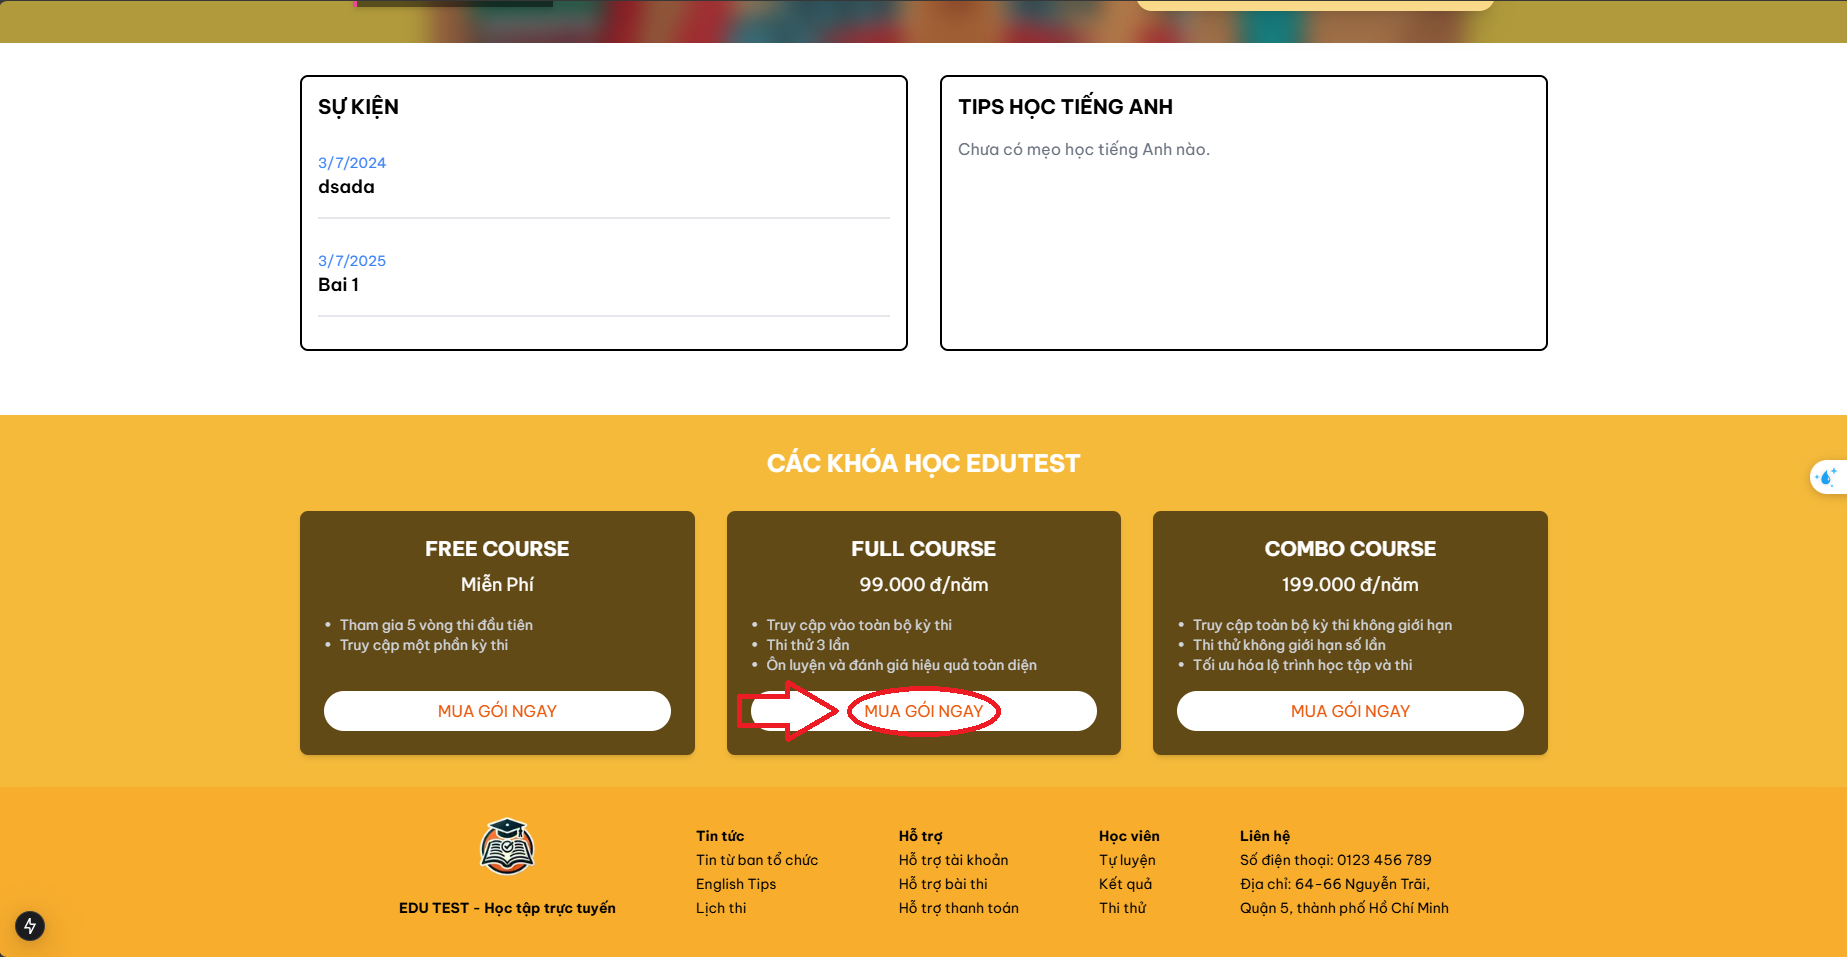 SỰ KIỆN
3/7/2024
dsada
3/7/2025
Bai 1
TIPS HỌC TIẾNG ANH
Chưa có mẹo học tiếng Anh nào.
CÁC KHÓA HỌC EDUTEST
FREE COURSE
Miễn Phí
• Tham gia 5 vòng thi đầu tiên
• Truy cập một phần kỳ thi
MUA GÓI NGAY
FULL COURSE
99.000 đ/năm
• Truy cập vào toàn bộ kỳ thi
• Thi thử 3 lần
• Ôn luyện và đánh giá hiệu quả toàn diện
MUA GÓI NGAY
COMBO COURSE
199.000 đ/năm
• Truy cập toàn bộ kỳ thi không giới hạn
• Thi thử không giới hạn số lần
• Tối ưu hóa lộ trình học tập và thi
MUA GÓI NGAY
EDU TEST - Học tập trực tuyến
Tin tức
Tin từ ban tổ chức
English Tips
Lịch thi
Hỗ trợ
Hỗ trợ tài khoản
Hỗ trợ bài thi
Hỗ trợ thanh toán
Học viên
Tự luyện
Kết quả
Thi thử
Liên hệ
Số điện thoại: 0123 456 789
Địa chỉ: 64-66 Nguyễn Trãi,
Quận 5, thành phố Hồ Chí Minh